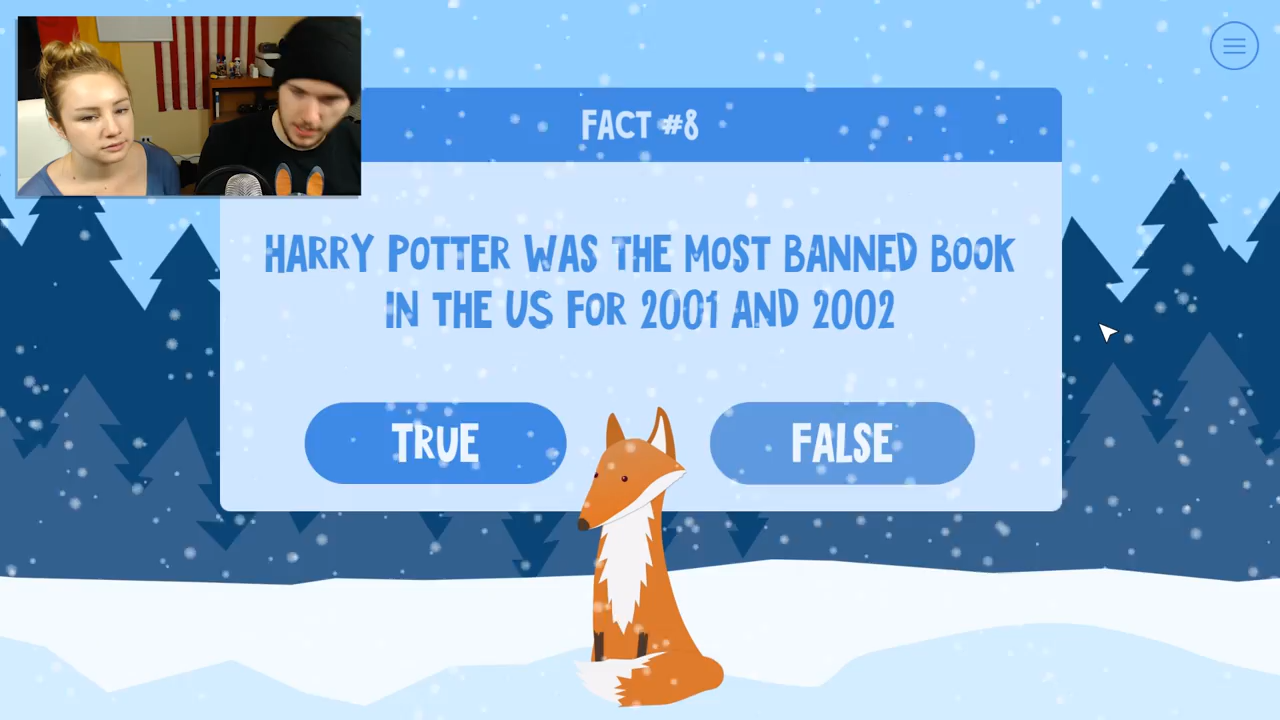 FACT #8
HARRY POTTER WAS THE MOST BANNED BOOK
IN THE US FOR 2001 AND 2002
TRUE
FALSE